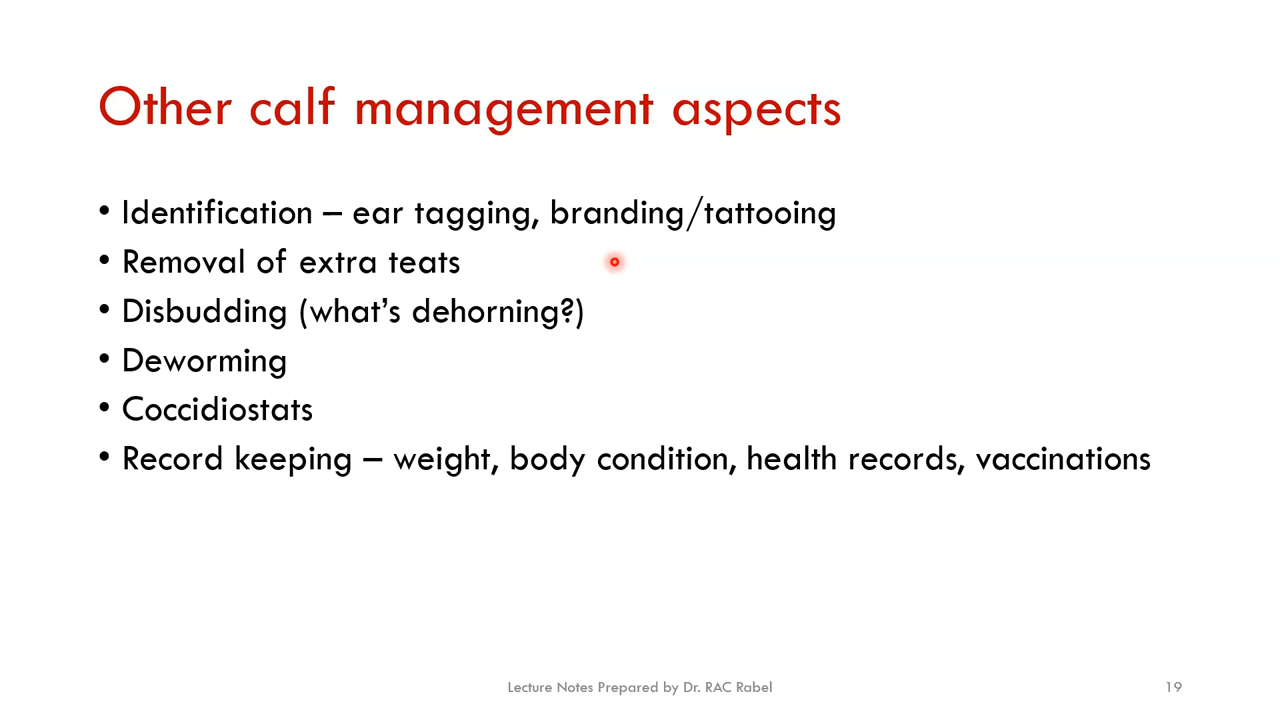 Other calf management aspects
• Identification – ear tagging, branding/tattooing
• Removal of extra teats
• Disbudding (what’s dehorning?)
• Deworming
• Coccidiostats
• Record keeping – weight, body condition, health records, vaccinations
Lecture Notes Prepared by Dr. RAC Rabel
19